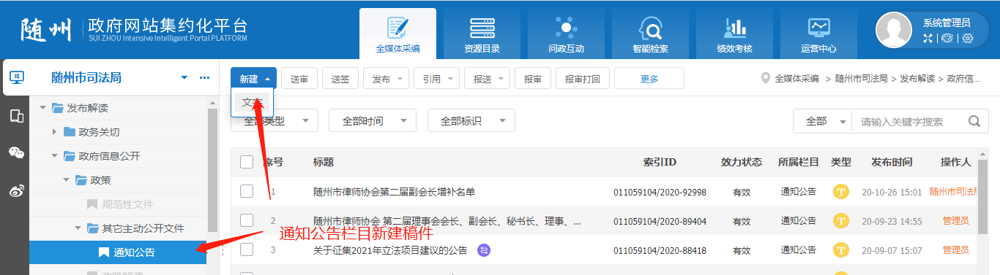 随州 政府网站集约化平台
SUI ZHOU Intensive Intelligent Portal PLATFORM
全媒体采编 资源目录 问政互动 智能检索 绩效考核 运营中心
系统管理员
随州市司法局
新建 送审 送签 发布 引用 报送 报审 报审打回 更多
全媒体采编 > 随州市司法局 > 发布解读 > 政府信...
发布解读
政务关切
政府信息公开
政策
规范性文件
其它主动公开文件
通知公告
文字
全部类型 全部时间 全部标识
全部 请输入关键字搜索
序号 标题 索引ID 效力状态 所属栏目 类型 发布时间 操作人
1 随州市律师协会第二届副会长增补名单 011059104/2020-92998 有效 通知公告 T 20-10-26 15:01 随州市司法局
2 随州市律师协会 第二届理事会会长、副会长、秘书长、理事、... 011059104/2020-89404 有效 通知公告 T 20-09-23 14:55 管理员
通知公告栏目新建稿件
3 关于征集2021年立法项目建议的公告 011059104/2020-88418 有效 通知公告 T 20-09-07 15:07 管理员